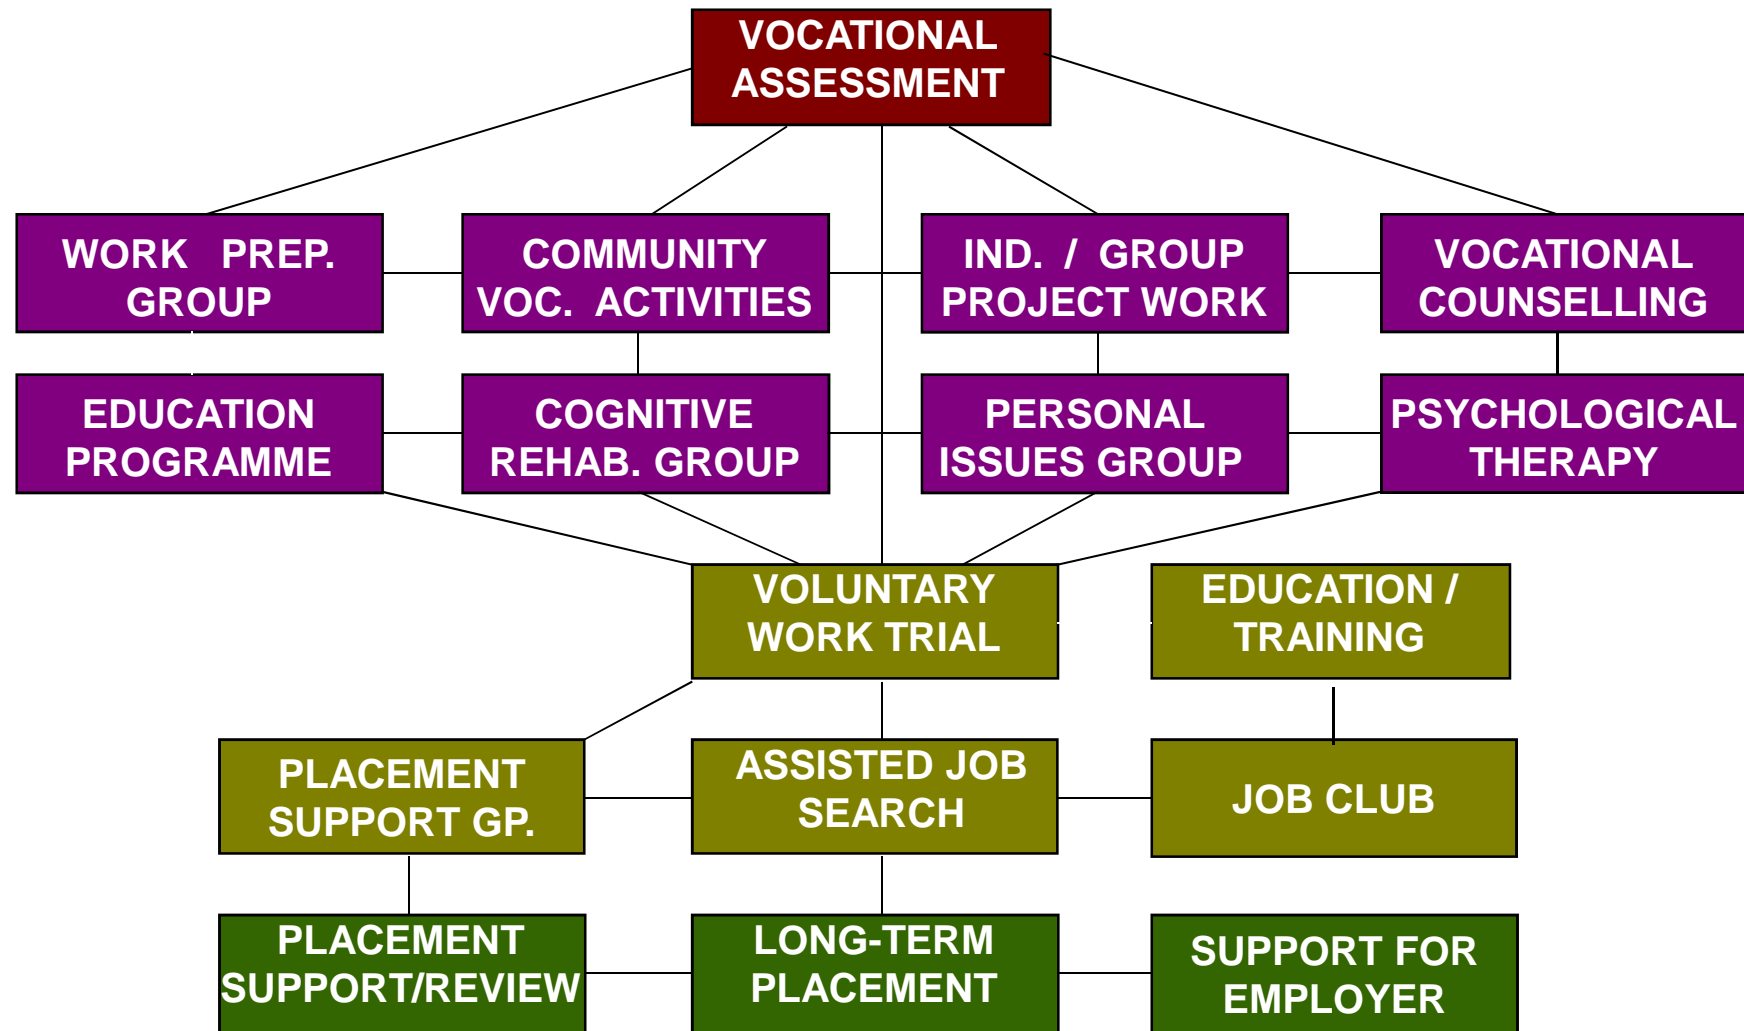 VOCATIONAL
ASSESSMENT
WORK PREP.
GROUP
COMMUNITY
VOC. ACTIVITIES
IND. / GROUP
PROJECT WORK
VOCATIONAL
COUNSELLING
EDUCATION
PROGRAMME
COGNITIVE
REHAB. GROUP
PERSONAL
ISSUES GROUP
PSYCHOLOGICAL
THERAPY
VOLUNTARY
WORK TRIAL
EDUCATION /
TRAINING
PLACEMENT
SUPPORT GP.
ASSISTED JOB
SEARCH
JOB CLUB
PLACEMENT
SUPPORT/REVIEW
LONG-TERM
PLACEMENT
SUPPORT FOR
EMPLOYER